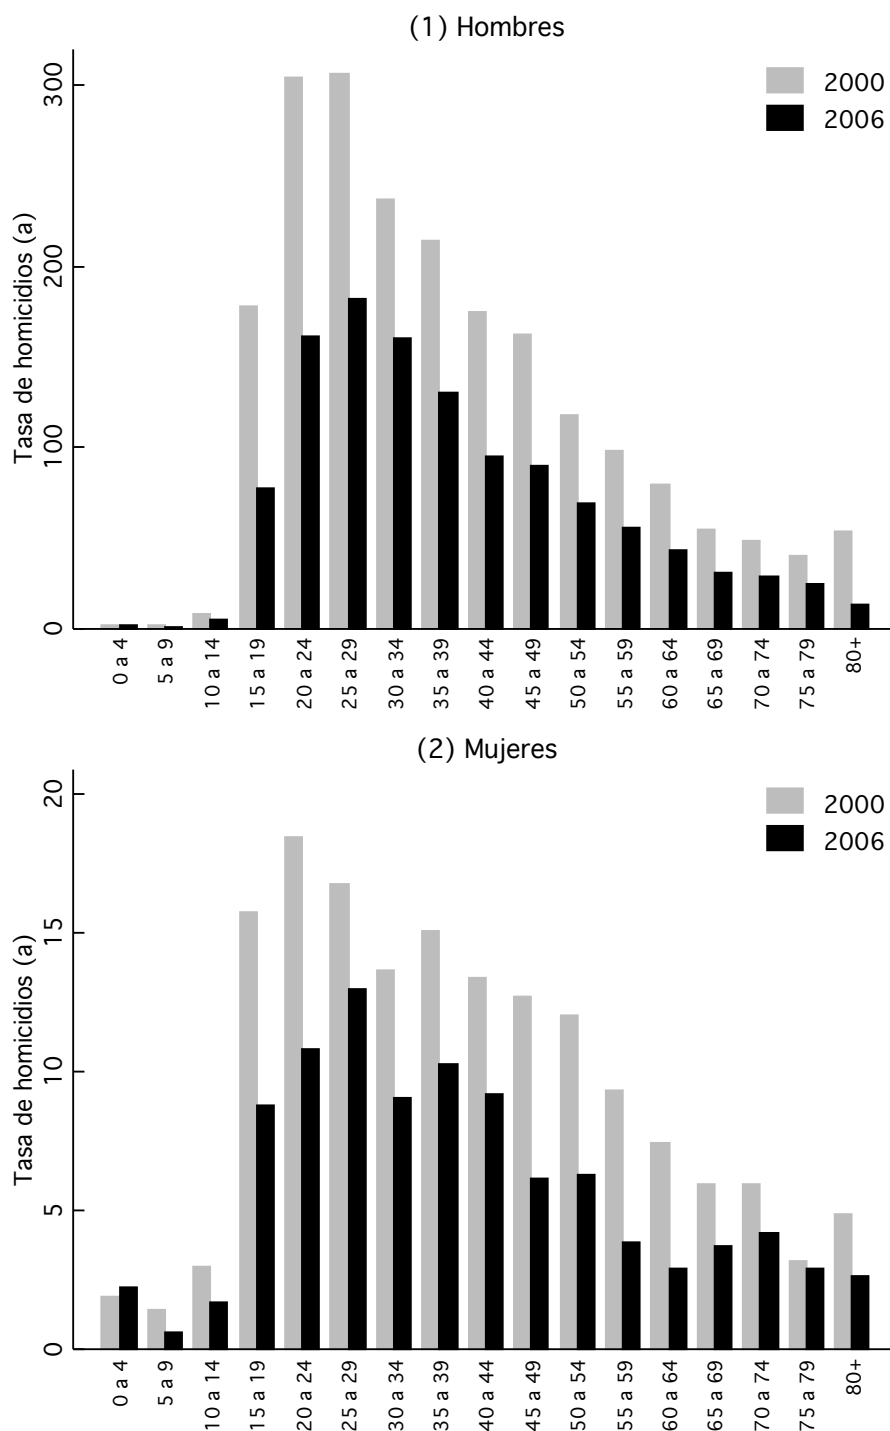 (1) Hombres
2000
2006
Tasa de homicidios (a)
300
200
100
0
0 a 4
5 a 9
10 a 14
15 a 19
20 a 24
25 a 29
30 a 34
35 a 39
40 a 44
45 a 49
50 a 54
55 a 59
60 a 64
65 a 69
70 a 74
75 a 79
80+
(2) Mujeres
2000
2006
Tasa de homicidios (a)
20
15
10
5
0
0 a 4
5 a 9
10 a 14
15 a 19
20 a 24
25 a 29
30 a 34
35 a 39
40 a 44
45 a 49
50 a 54
55 a 59
60 a 64
65 a 69
70 a 74
75 a 79
80+